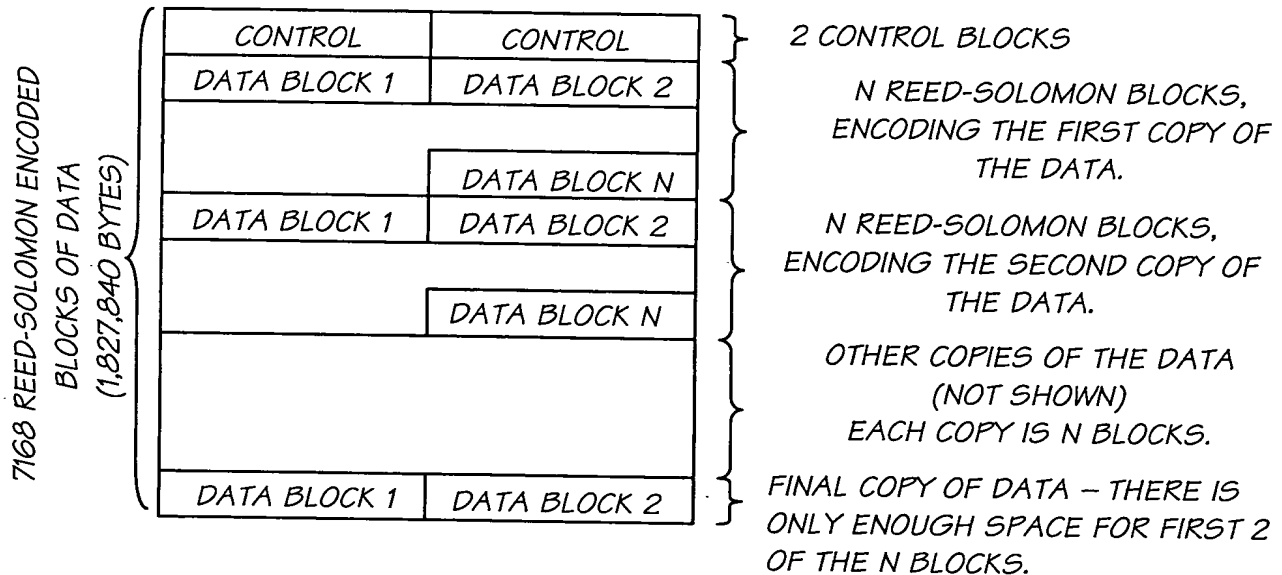 7168 REED-SOLOMON ENCODED
BLOCKS OF DATA
(1,827,840 BYTES)
CONTROL CONTROL
2 CONTROL BLOCKS
DATA BLOCK 1 DATA BLOCK 2
DATA BLOCK N
N REED-SOLOMON BLOCKS,
ENCODING THE FIRST COPY OF
THE DATA.
DATA BLOCK 1 DATA BLOCK 2
DATA BLOCK N
N REED-SOLOMON BLOCKS,
ENCODING THE SECOND COPY OF
THE DATA.
OTHER COPIES OF THE DATA
(NOT SHOWN)
EACH COPY IS N BLOCKS.
DATA BLOCK 1 DATA BLOCK 2
FINAL COPY OF DATA – THERE IS
ONLY ENOUGH SPACE FOR FIRST 2
OF THE N BLOCKS.